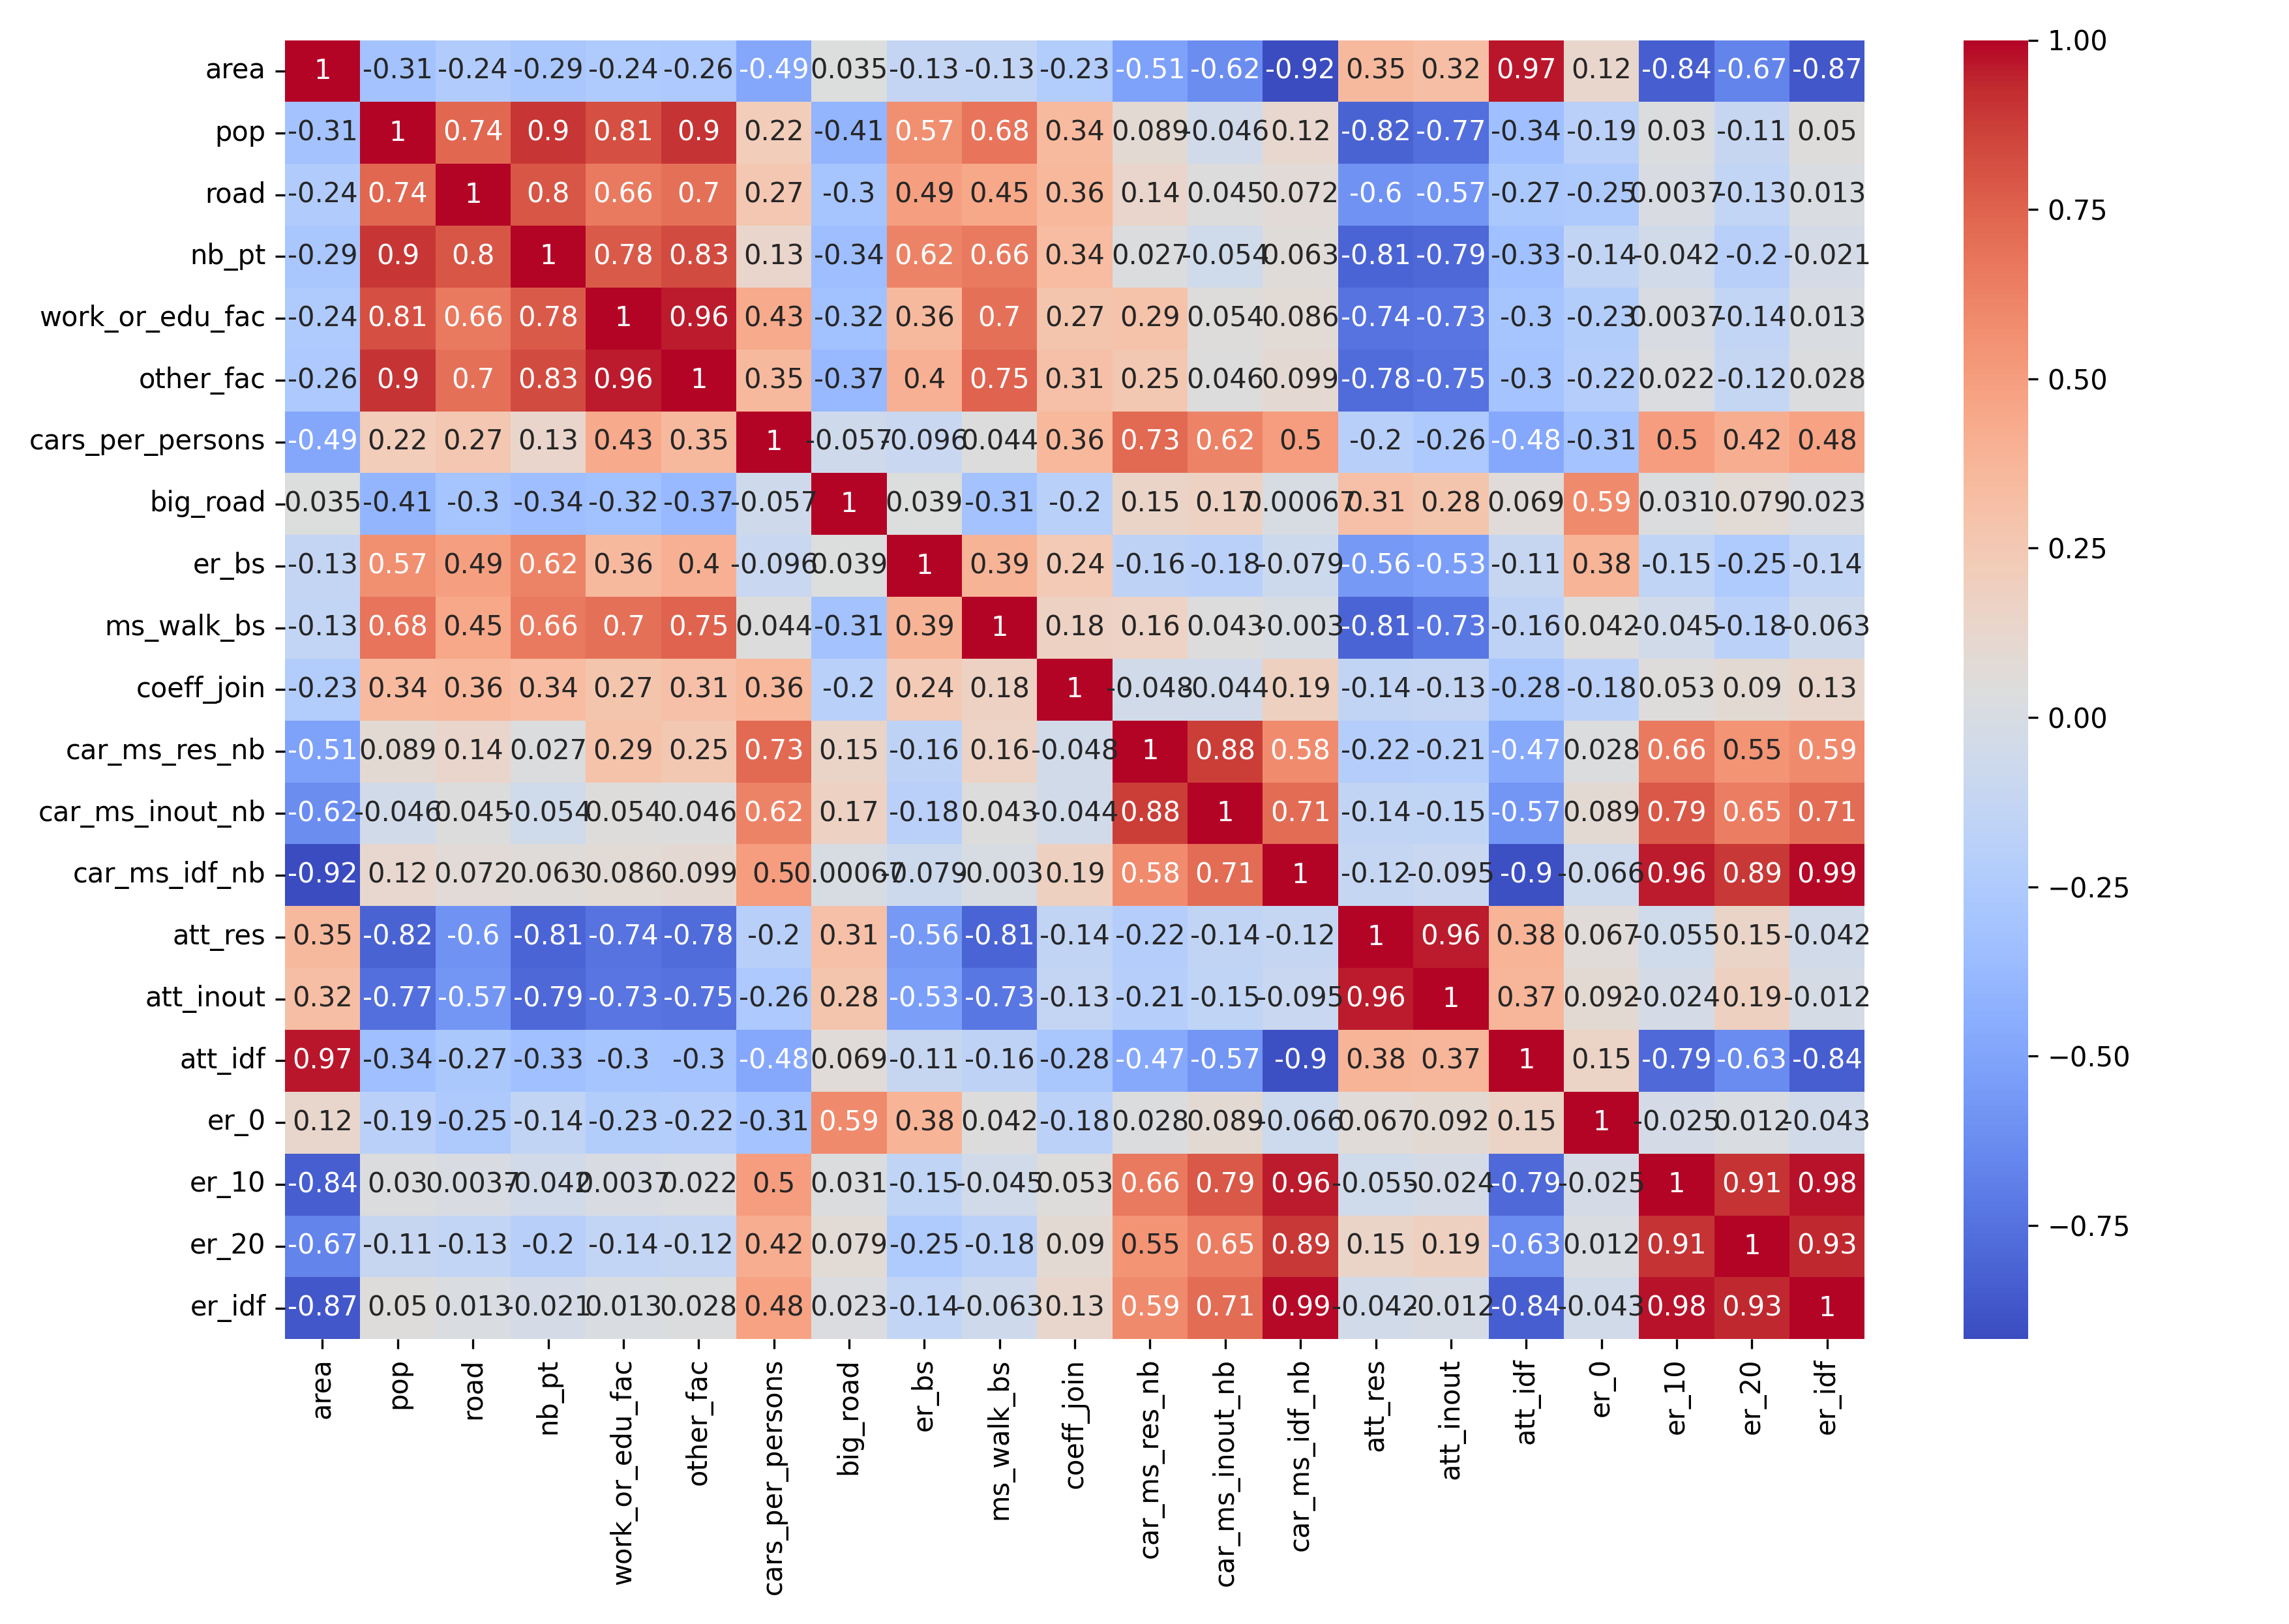 area 1 -0.31 -0.24 -0.29 -0.24 -0.26 -0.49 0.035 -0.13 -0.13 -0.23 -0.51 -0.62 -0.92 0.35 0.32 0.97 0.12 -0.84 -0.67 -0.87
pop -0.31 1 0.74 0.9 0.81 0.9 0.22 -0.41 0.57 0.68 0.34 0.089 -0.046 0.12 -0.82 -0.77 -0.34 -0.19 0.03 -0.11 0.05
road -0.24 0.74 1 0.8 0.66 0.7 0.27 -0.3 0.49 0.45 0.36 0.14 0.045 0.072 -0.6 -0.57 -0.27 -0.25 0.0037 -0.13 0.013
nb_pt -0.29 0.9 0.8 1 0.78 0.83 0.13 -0.34 0.62 0.66 0.34 0.027 -0.054 0.063 -0.81 -0.79 -0.33 -0.14 -0.042 -0.2 -0.021
work_or_edu_fac -0.24 0.81 0.66 0.78 1 0.96 0.43 -0.32 0.36 0.7 0.27 0.29 0.054 0.086 -0.74 -0.73 -0.3 -0.23 0.0037 -0.14 0.013
other_fac -0.26 0.9 0.7 0.83 0.96 1 0.35 -0.37 0.4 0.75 0.31 0.25 0.046 0.099 -0.78 -0.75 -0.3 -0.22 0.022 -0.12 0.028
cars_per_persons -0.49 0.22 0.27 0.13 0.43 0.35 1 -0.057 -0.096 0.044 0.36 0.73 0.62 0.5 -0.2 -0.26 -0.48 -0.31 0.5 0.42 0.48
big_road 0.035 -0.41 -0.3 -0.34 -0.32 -0.37 -0.057 1 0.039 -0.31 -0.2 0.15 0.17 0.00067 0.31 0.28 0.069 0.59 0.031 0.079 0.023
er_bs -0.13 0.57 0.49 0.62 0.36 0.4 -0.096 0.039 1 0.39 0.24 -0.16 -0.18 -0.079 -0.56 -0.53 -0.11 0.38 -0.15 -0.25 -0.14
ms_walk_bs -0.13 0.68 0.45 0.66 0.7 0.75 0.044 -0.31 0.39 1 0.18 0.16 0.043 -0.003 -0.81 -0.73 -0.16 0.042 -0.045 -0.18 -0.063
coeff_join -0.23 0.34 0.36 0.34 0.27 0.31 0.36 -0.2 0.24 0.18 1 -0.048 -0.044 0.19 -0.14 -0.13 -0.28 -0.18 0.053 0.09 0.13
car_ms_res_nb -0.51 0.089 0.14 0.027 0.29 0.25 0.73 0.15 -0.16 0.16 -0.048 1 0.88 0.58 -0.22 -0.21 -0.47 0.028 0.66 0.55 0.59
car_ms_inout_nb -0.62 -0.046 0.045 -0.054 0.054 0.046 0.62 0.17 -0.18 0.043 -0.044 0.88 1 0.71 -0.14 -0.15 -0.57 0.089 0.79 0.65 0.71
car_ms_idf_nb -0.92 0.12 0.072 0.063 0.086 0.099 0.5 0.00067 -0.079 -0.003 0.19 0.58 0.71 1 -0.12 -0.095 -0.9 -0.066 0.96 0.89 0.99
att_res 0.35 -0.82 -0.6 -0.81 -0.74 -0.78 -0.2 0.31 -0.56 -0.81 -0.14 -0.22 -0.14 -0.12 1 0.96 0.38 0.067 -0.055 0.15 -0.042
att_inout 0.32 -0.77 -0.57 -0.79 -0.73 -0.75 -0.26 0.28 -0.53 -0.73 -0.13 -0.21 -0.15 -0.095 0.96 1 0.37 0.092 -0.024 0.19 -0.012
att_idf 0.97 -0.34 -0.27 -0.33 -0.3 -0.3 -0.48 0.069 -0.11 -0.16 -0.28 -0.47 -0.57 -0.9 0.38 0.37 1 0.15 -0.79 -0.63 -0.84
er_0 0.12 -0.19 -0.25 -0.14 -0.23 -0.22 -0.31 0.59 0.38 0.042 -0.18 0.028 0.089 -0.066 0.067 0.092 0.15 1 -0.025 0.012 -0.043
er_10 -0.84 0.03 0.0037 -0.042 0.0037 0.022 0.5 0.031 -0.15 -0.045 0.053 0.66 0.79 0.96 -0.055 -0.024 -0.79 -0.025 1 0.91 0.98
er_20 -0.67 -0.11 -0.13 -0.2 -0.14 -0.12 0.42 0.079 -0.25 -0.18 0.09 0.55 0.65 0.89 0.15 0.19 -0.63 0.012 0.91 1 0.93
er_idf -0.87 0.05 0.013 -0.021 0.013 0.028 0.48 0.023 -0.14 -0.063 0.13 0.59 0.71 0.99 -0.042 -0.012 -0.84 -0.043 0.98 0.93 1
area pop road nb_pt work_or_edu_fac other_fac cars_per_persons big_road er_bs ms_walk_bs coeff_join car_ms_res_nb car_ms_inout_nb car_ms_idf_nb att_res att_inout att_idf er_0 er_10 er_20 er_idf
1.00
0.75
0.50
0.25
0.00
−0.25
−0.50
−0.75